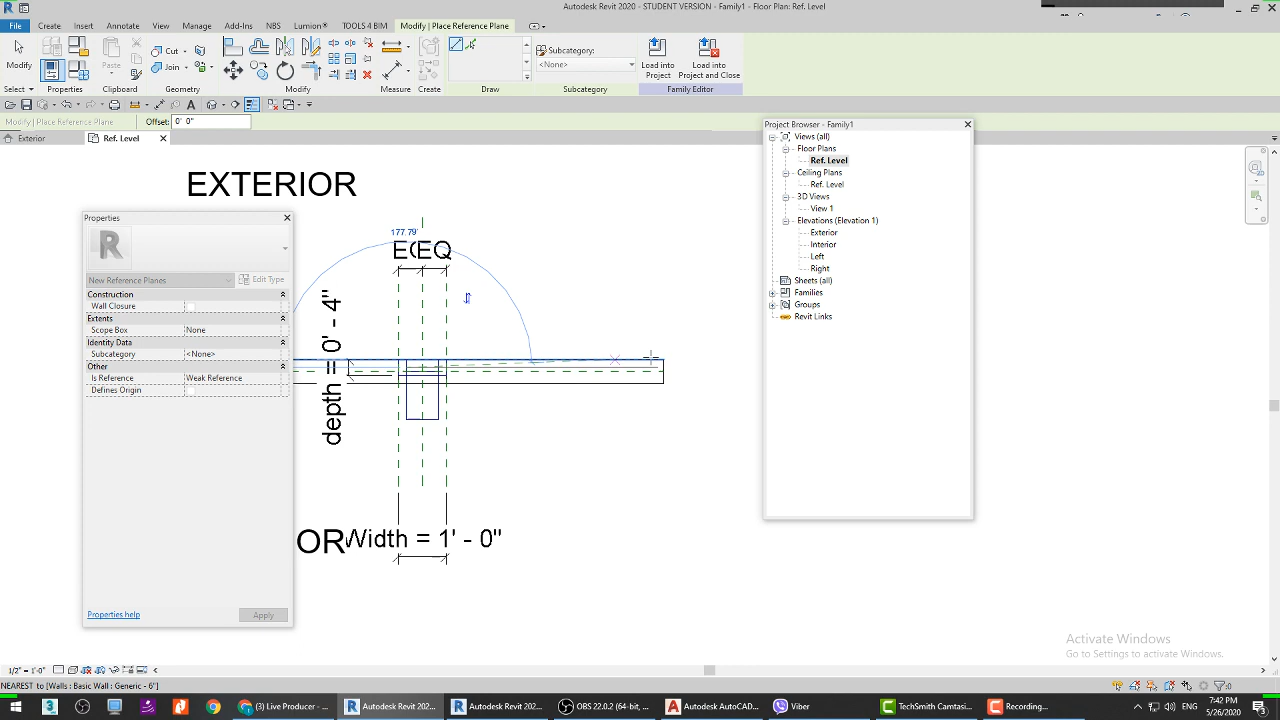 Autodesk Revit 2020 - STUDENT VERSION - Family1 - Floor Plan: Ref. Level
File Create Insert Annotate View Manage Add-Ins NBS Lumion® TOOLS 4 BIM Modify | Place Reference Plane
Modify
Paste
Cut
Join
Subcategory:
<None>
Load into
Project
Load into
Project and Close
Select Properties Clipboard Geometry Modify Measure Create Draw Subcategory Family Editor
Modify | Place Reference Plane Offset: 0' 0"
Exterior Ref. Level
EXTERIOR
177.79°
EQ
Properties
New Reference Planes Edit Type
Construction
Wall Closure
Extents
Scope Box None
Identity Data
Subcategory <None>
Other
Is Reference Weak Reference
Defines Origin
Properties help Apply
depth = 0' - 4"
OR
Width = 1' - 0"
Project Browser - Family1
Views (all)
Floor Plans
Ref. Level
Ceiling Plans
Ref. Level
3D Views
View 1
Elevations (Elevation 1)
Exterior
Interior
Left
Right
Sheets (all)
Families
Groups
Revit Links
Activate Windows
Go to Settings to activate Windows.
1/2" = 1'-0"
NEAREST to [Walls : Basic Wall : Generic - 6"]
:0
(3) Live Producer - ...
Autodesk Revit 202...
Autodesk Revit 202...
OBS 22.0.2 (64-bit, ...
Autodesk AutoCAD...
Viber
TechSmith Camtasi...
Recording...
7:42 PM
5/26/2020